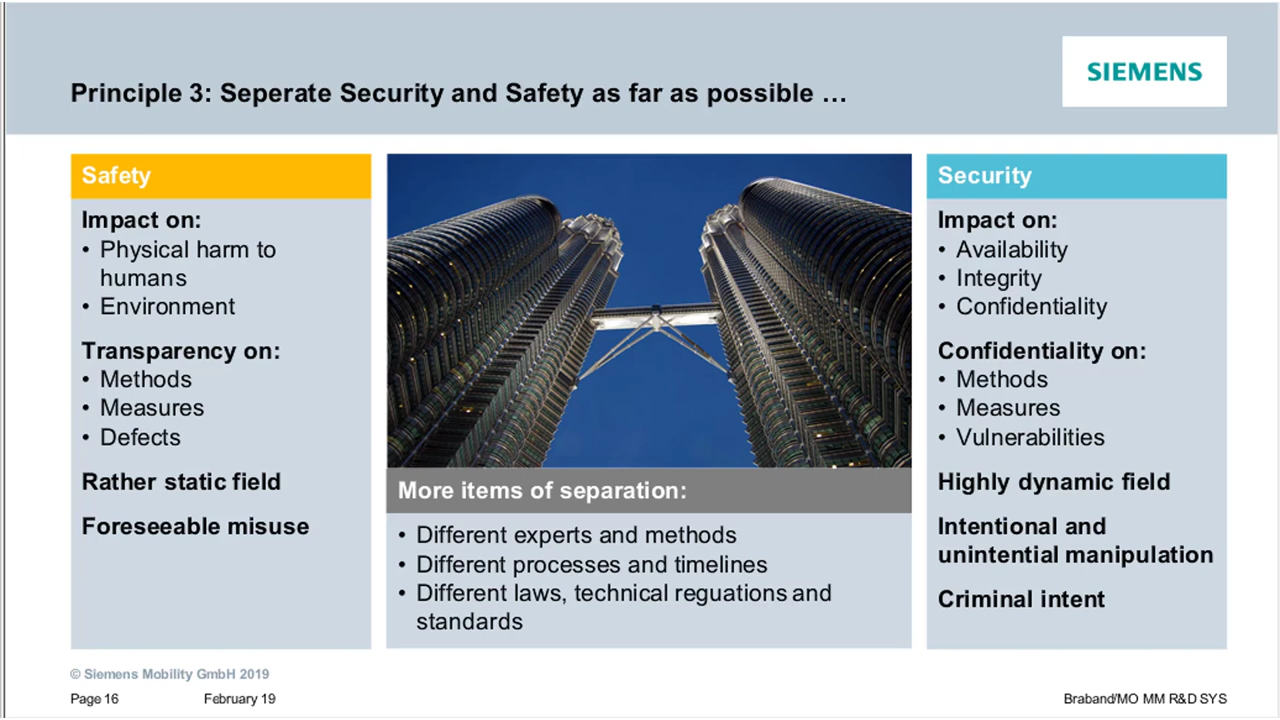 SIEMENS
Principle 3: Seperate Security and Safety as far as possible …
Safety
Impact on:
• Physical harm to
humans
• Environment
Transparency on:
• Methods
• Measures
• Defects
Rather static field
Foreseeable misuse
More items of separation:
• Different experts and methods
• Different processes and timelines
• Different laws, technical reguations and
standards
Security
Impact on:
• Availability
• Integrity
• Confidentiality
Confidentiality on:
• Methods
• Measures
• Vulnerabilities
Highly dynamic field
Intentional and
unintential manipulation
Criminal intent
© Siemens Mobility GmbH 2019
Page 16 February 19 Braband/MO MM R&D SYS